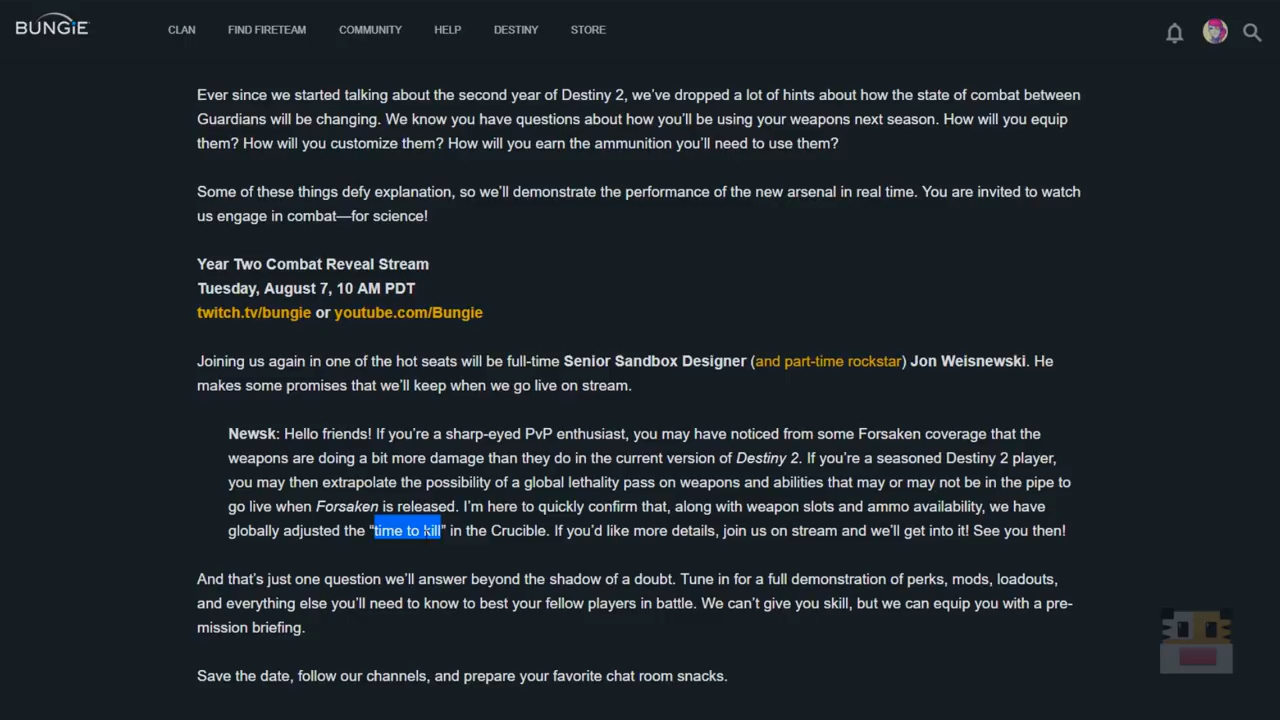 BUNGiE
CLAN FIND FIRETEAM COMMUNITY HELP DESTINY STORE
Ever since we started talking about the second year of Destiny 2, we’ve dropped a lot of hints about how the state of combat between
Guardians will be changing. We know you have questions about how you’ll be using your weapons next season. How will you equip
them? How will you customize them? How will you earn the ammunition you’ll need to use them?
Some of these things defy explanation, so we’ll demonstrate the performance of the new arsenal in real time. You are invited to watch
us engage in combat—for science!
Year Two Combat Reveal Stream
Tuesday, August 7, 10 AM PDT
twitch.tv/bungie or youtube.com/Bungie
Joining us again in one of the hot seats will be full-time Senior Sandbox Designer (and part-time rockstar) Jon Weisnewski. He
makes some promises that we’ll keep when we go live on stream.
Newsk: Hello friends! If you’re a sharp-eyed PvP enthusiast, you may have noticed from some Forsaken coverage that the
weapons are doing a bit more damage than they do in the current version of Destiny 2. If you’re a seasoned Destiny 2 player,
you may then extrapolate the possibility of a global lethality pass on weapons and abilities that may or may not be in the pipe to
go live when Forsaken is released. I’m here to quickly confirm that, along with weapon slots and ammo availability, we have
globally adjusted the “time to kill” in the Crucible. If you’d like more details, join us on stream and we’ll get into it! See you then!
And that’s just one question we’ll answer beyond the shadow of a doubt. Tune in for a full demonstration of perks, mods, loadouts,
and everything else you’ll need to know to best your fellow players in battle. We can’t give you skill, but we can equip you with a pre-
mission briefing.
Save the date, follow our channels, and prepare your favorite chat room snacks.